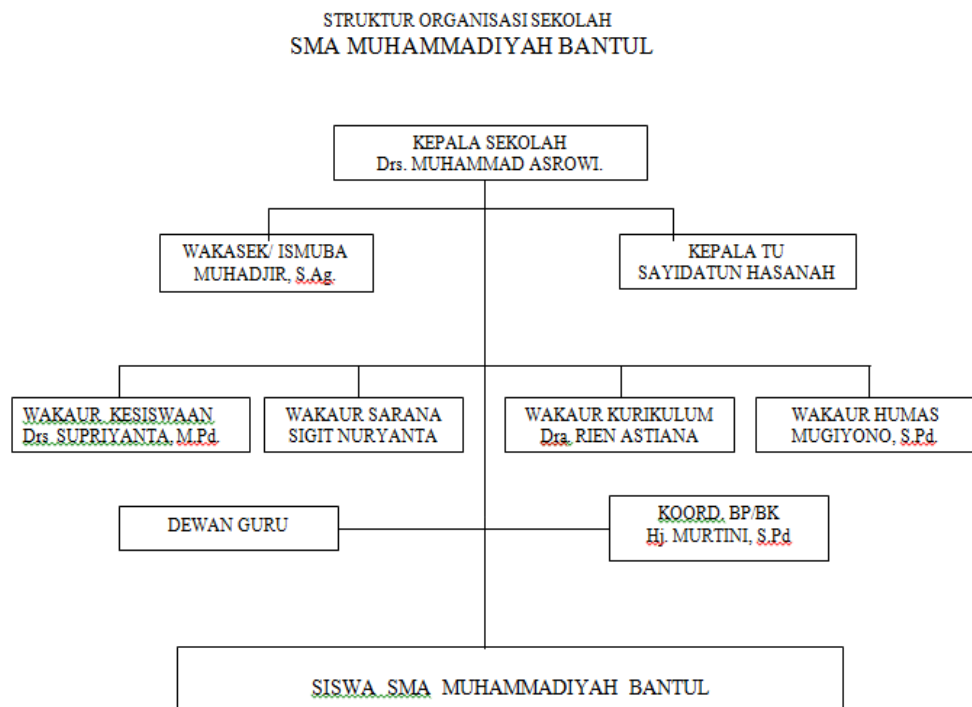 STRUKTUR ORGANISASI SEKOLAH
SMA MUHAMMADIYAH BANTUL
KEPALA SEKOLAH
Drs. MUHAMMAD ASROWI.
WAKASEK/ ISMUBA
MUHADJIR, S.Ag.
KEPALA TU
SAYIDATUN HASANAH
WAKAUR KESISWAAN
Drs. SUPRIYANTA, M.Pd.
WAKAUR SARANA
SIGIT NURYANTA
WAKAUR KURIKULUM
Dra. RIEN ASTIANA
WAKAUR HUMAS
MUGIYONO, S.Pd.
DEWAN GURU
KOORD. BP/BK
Hj. MURTINI, S.Pd
SISWA SMA MUHAMMADIYAH BANTUL